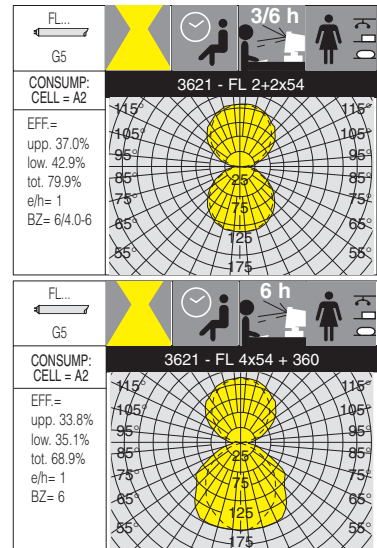 FL...
G5
3/6 h
CONSUMP:
CELL = A2
3621 - FL 2+2x54
EFF.=
upp. 37.0%
low. 42.9%
tot. 79.9%
e/h= 1
BZ= 6/4.0-6
115° 115°
105° 105°
95° 95°
85° 85°
75° 75°
65° 65°
55° 55°
25
75
125
175
FL...
G5
6 h
CONSUMP:
CELL = A2
3621 - FL 4x54 + 360
EFF.=
upp. 33.8%
low. 35.1%
tot. 68.9%
e/h= 1
BZ= 6
115° 115°
105° 105°
95° 95°
85° 85°
75° 75°
65° 65°
55° 55°
25
75
125
175